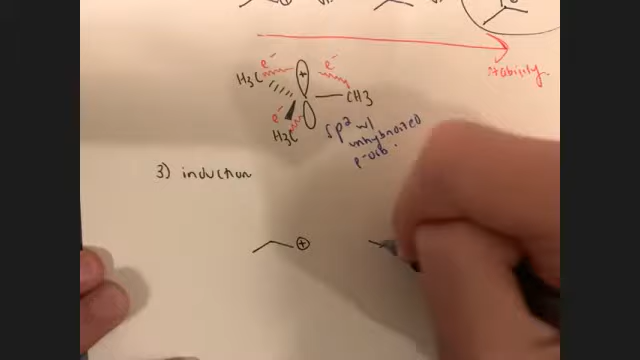 stability.
e⁻ e⁻
H₃C
CH3
e⁻
H₃C
sp² w/
unhybridized
p-orb.
3) induction